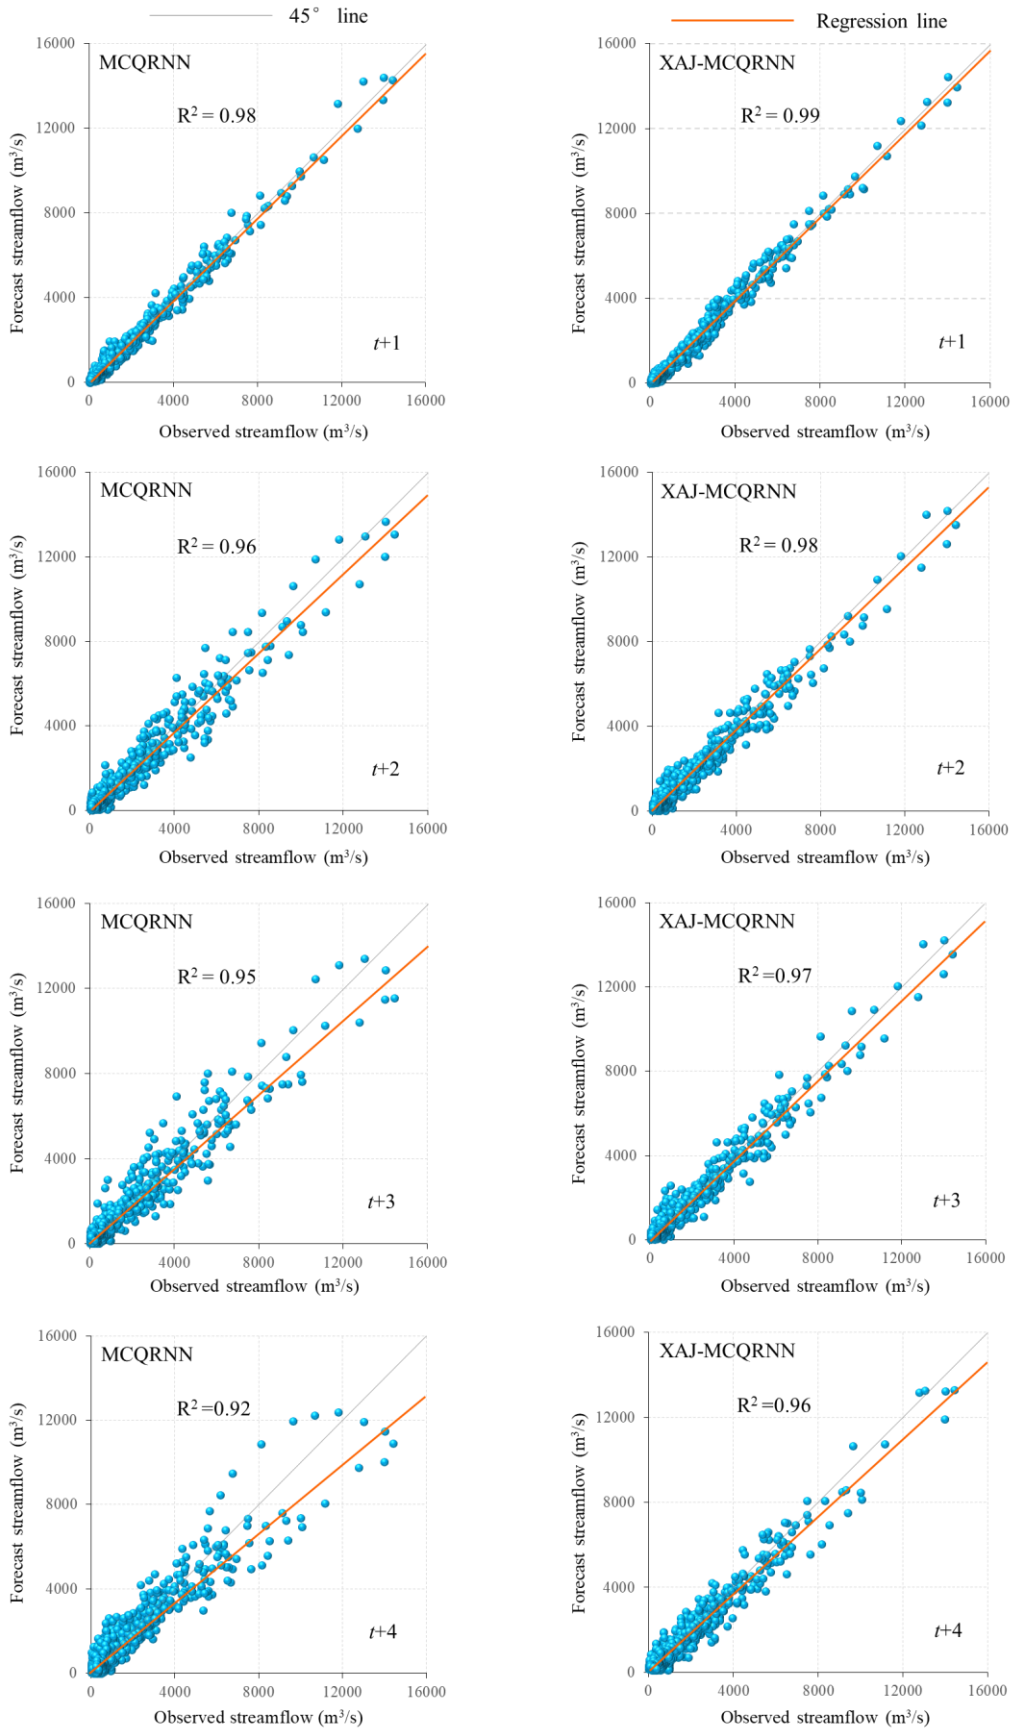 45° line
Regression line
16000
12000
8000
4000
0
Forecast streamflow (m³/s)
MCQRNN
R² = 0.98
t+1
0 4000 8000 12000 16000
Observed streamflow (m³/s)
16000
12000
8000
4000
0
Forecast streamflow (m³/s)
XAJ-MCQRNN
R² = 0.99
t+1
0 4000 8000 12000 16000
Observed streamflow (m³/s)
16000
12000
8000
4000
0
Forecast streamflow (m³/s)
MCQRNN
R² = 0.96
t+2
0 4000 8000 12000 16000
Observed streamflow (m³/s)
16000
12000
8000
4000
0
Forecast streamflow (m³/s)
XAJ-MCQRNN
R² = 0.98
t+2
0 4000 8000 12000 16000
Observed streamflow (m³/s)
16000
12000
8000
4000
0
Forecast streamflow (m³/s)
MCQRNN
R² = 0.95
t+3
0 4000 8000 12000 16000
Observed streamflow (m³/s)
16000
12000
8000
4000
0
Forecast streamflow (m³/s)
XAJ-MCQRNN
R² =0.97
t+3
0 4000 8000 12000 16000
Observed streamflow (m³/s)
16000
12000
8000
4000
0
Forecast streamflow (m³/s)
MCQRNN
R² =0.92
t+4
0 4000 8000 12000 16000
Observed streamflow (m³/s)
16000
12000
8000
4000
0
Forecast streamflow (m³/s)
XAJ-MCQRNN
R² =0.96
t+4
0 4000 8000 12000 16000
Observed streamflow (m³/s)